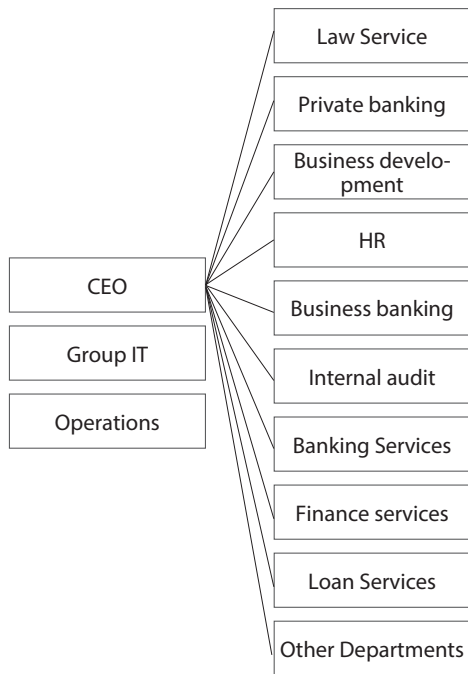 CEO
Group IT
Operations
Law Service
Private banking
Business develo-
pment
HR
Business banking
Internal audit
Banking Services
Finance services
Loan Services
Other Departments